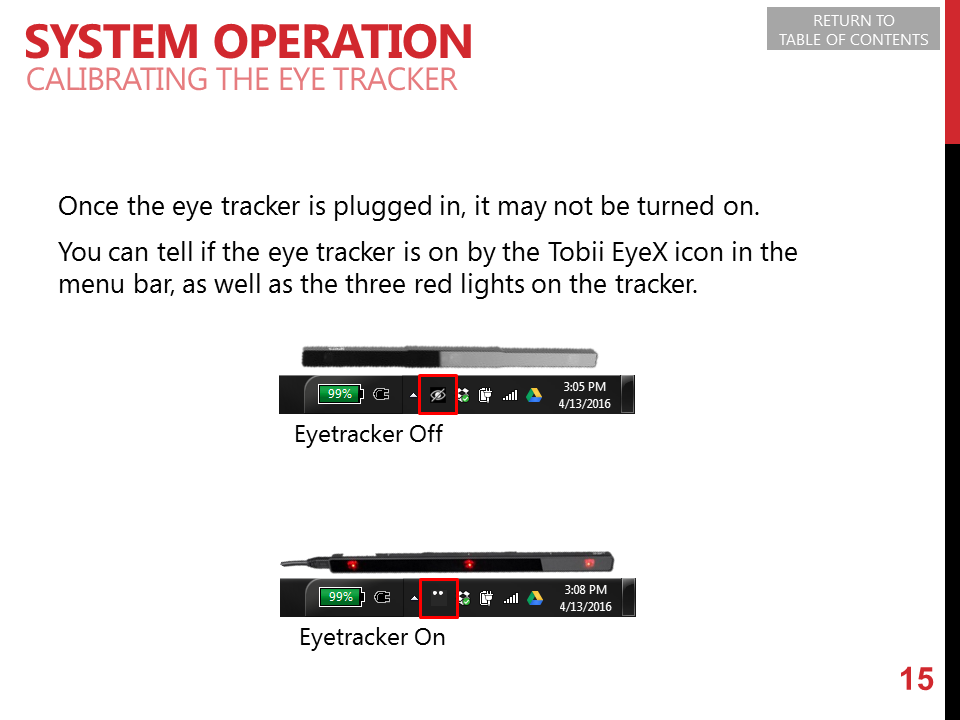 SYSTEM OPERATION
CALIBRATING THE EYE TRACKER
RETURN TO
TABLE OF CONTENTS
Once the eye tracker is plugged in, it may not be turned on.
You can tell if the eye tracker is on by the Tobii EyeX icon in the
menu bar, as well as the three red lights on the tracker.
99%
3:05 PM
4/13/2016
Eyetracker Off
99%
3:08 PM
4/13/2016
Eyetracker On
15